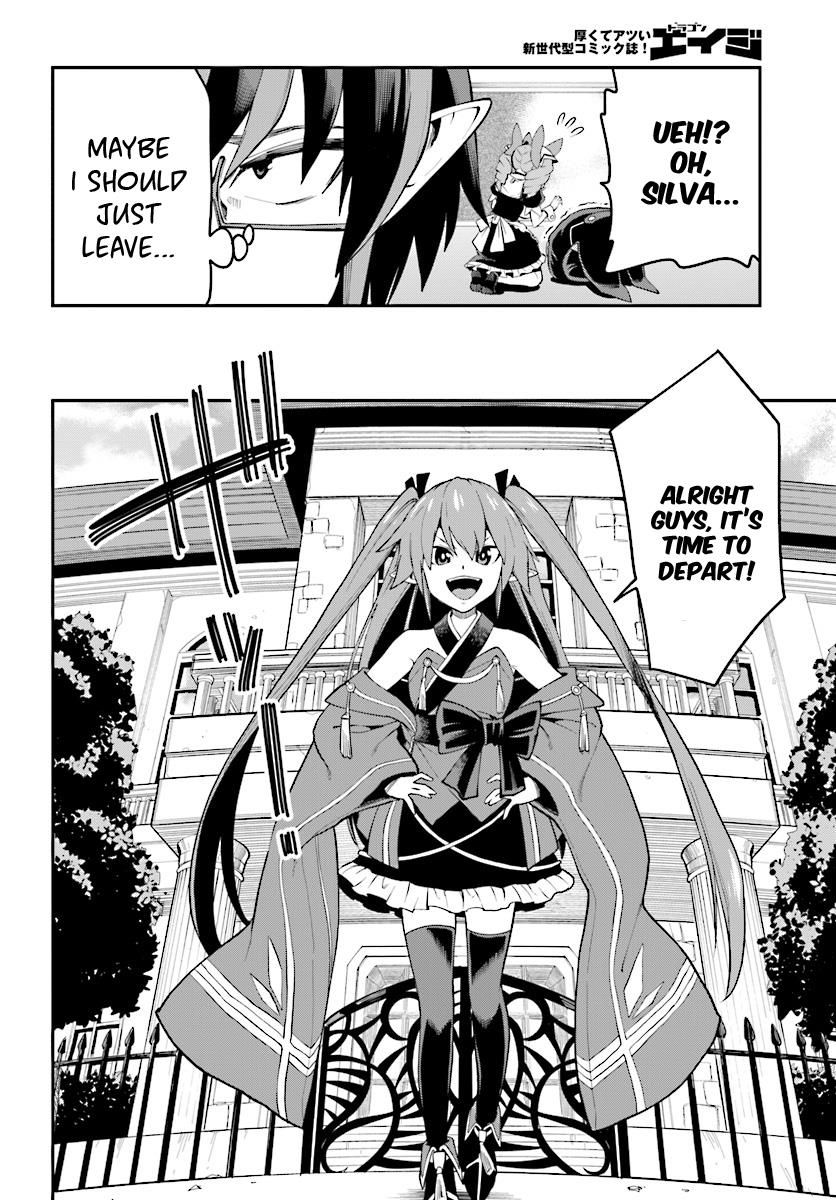 厚くてアツい
新世代型コミック誌!
ドラゴン
エイジ
UEH!?
OH,
SILVA...
MAYBE
I SHOULD
JUST
LEAVE...
ALRIGHT
GUYS, IT'S
TIME TO
DEPART!